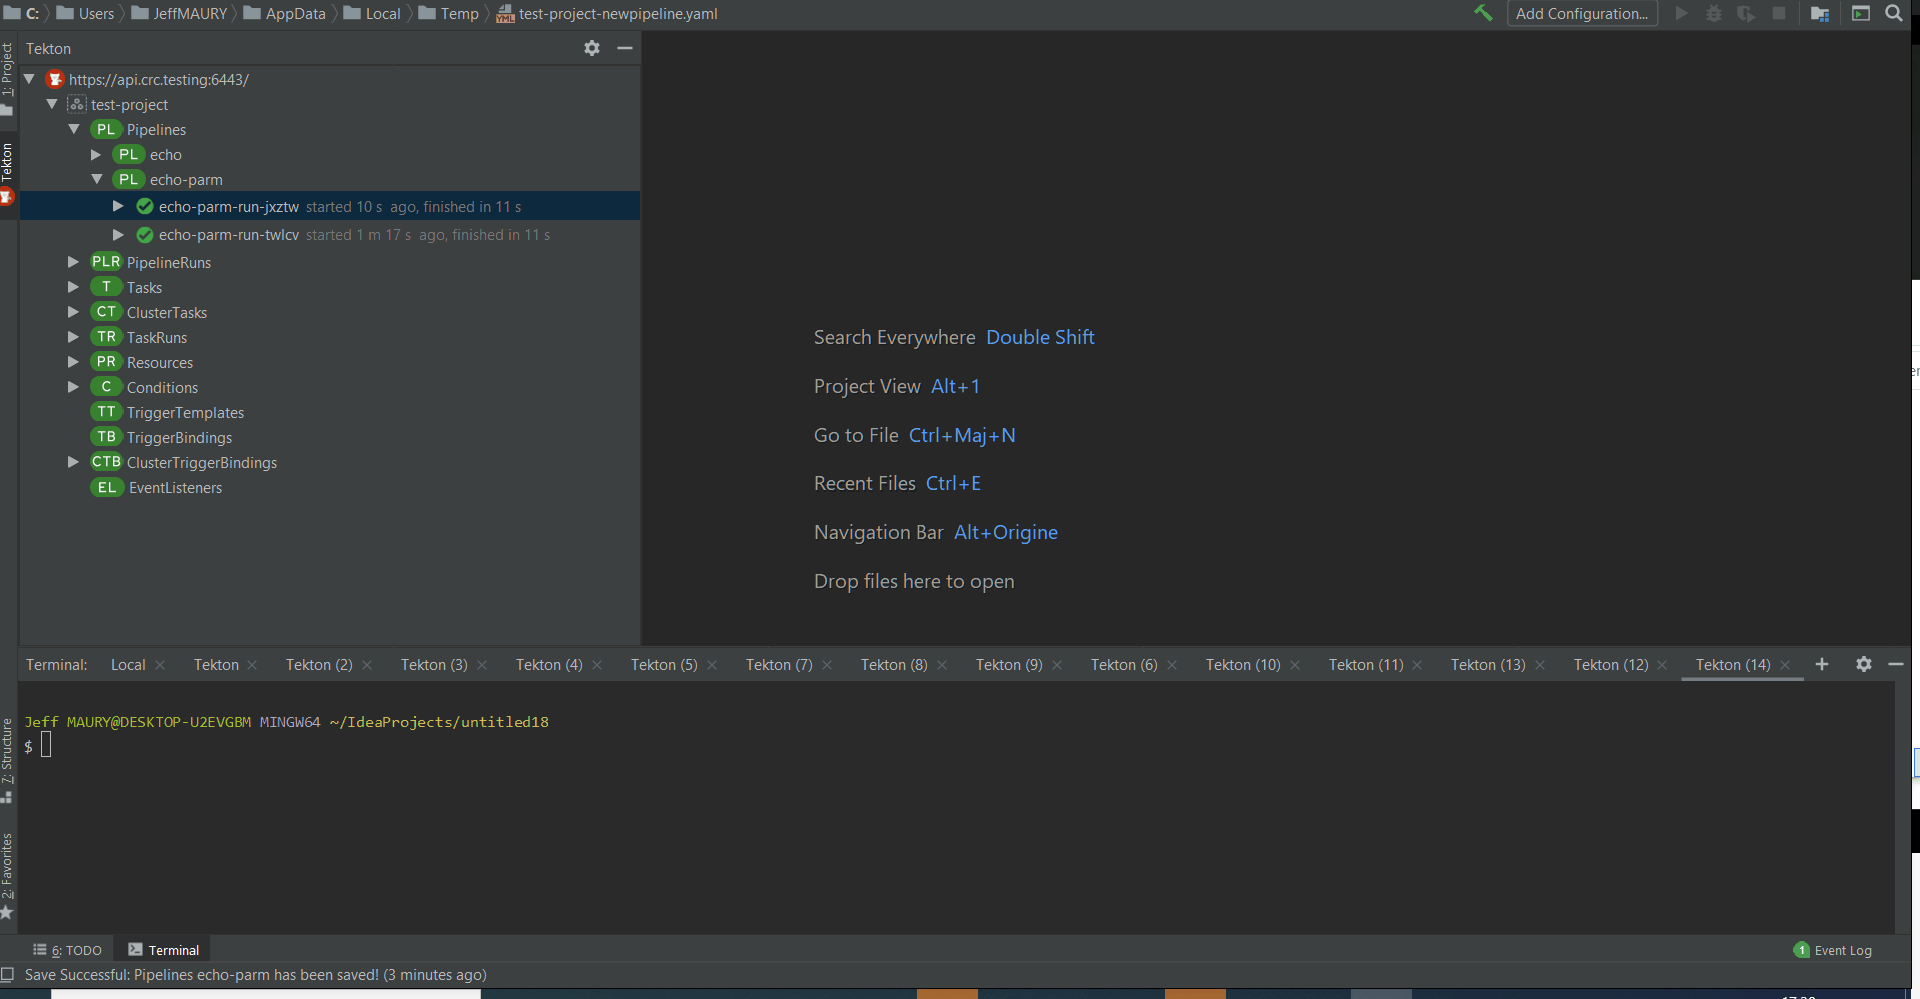 C: Users JeffMAURY AppData Local Temp test-project-newpipeline.yaml Add Configuration...
1: Project
Tekton
Tekton
https://api.crc.testing:6443/
test-project
PL Pipelines
PL echo
PL echo-parm
echo-parm-run-jxztw started 10 s ago, finished in 11 s
echo-parm-run-twlcv started 1 m 17 s ago, finished in 11 s
PLR PipelineRuns
T Tasks
CT ClusterTasks
TR TaskRuns
PR Resources
C Conditions
TT TriggerTemplates
TB TriggerBindings
CTB ClusterTriggerBindings
EL EventListeners
Search Everywhere Double Shift
Project View Alt+1
Go to File Ctrl+Maj+N
Recent Files Ctrl+E
Navigation Bar Alt+Origine
Drop files here to open
Terminal: Local Tekton Tekton (2) Tekton (3) Tekton (4) Tekton (5) Tekton (7) Tekton (8) Tekton (9) Tekton (6) Tekton (10) Tekton (11) Tekton (13) Tekton (12) Tekton (14)
Jeff MAURY@DESKTOP-U2EVGBM MINGW64 ~/IdeaProjects/untitled18
$
7: Structure
2: Favorites
6: TODO Terminal 1 Event Log
Save Successful: Pipelines echo-parm has been saved! (3 minutes ago)